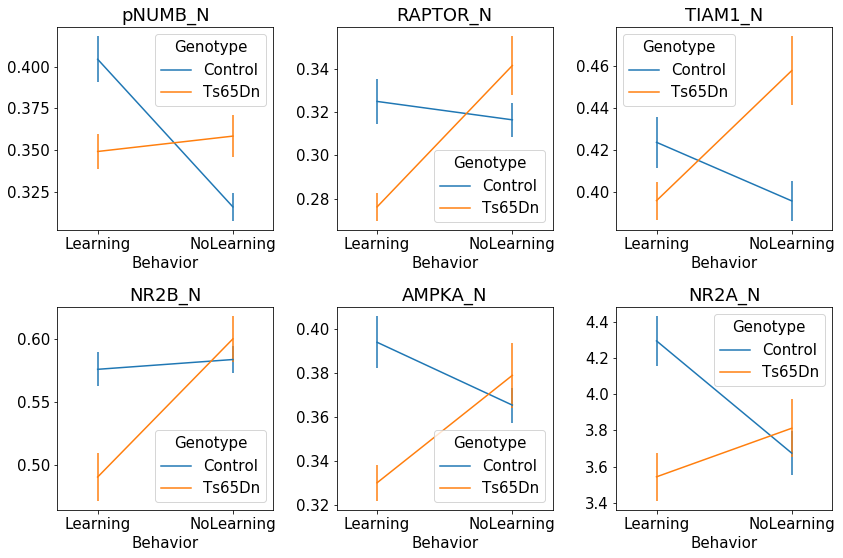 pNUMB_N
0.400
0.375
0.350
0.325
Genotype
Control
Ts65Dn
Learning
NoLearning
Behavior
RAPTOR_N
0.34
0.32
0.30
0.28
Genotype
Control
Ts65Dn
Learning
NoLearning
Behavior
TIAM1_N
0.46
0.44
0.42
0.40
Genotype
Control
Ts65Dn
Learning
NoLearning
Behavior
NR2B_N
0.60
0.55
0.50
Genotype
Control
Ts65Dn
Learning
NoLearning
Behavior
AMPKA_N
0.40
0.38
0.36
0.34
0.32
Genotype
Control
Ts65Dn
Learning
NoLearning
Behavior
NR2A_N
4.4
4.2
4.0
3.8
3.6
3.4
Genotype
Control
Ts65Dn
Learning
NoLearning
Behavior